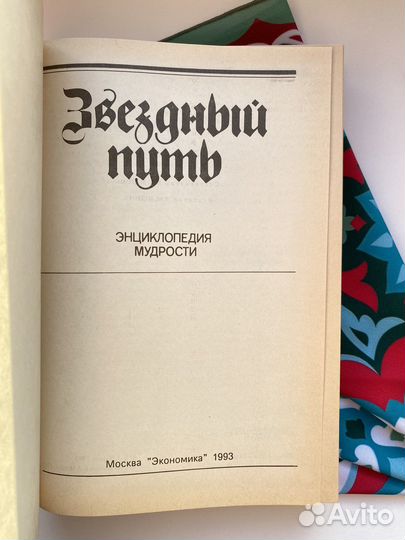 Звездный
путь
ЭНЦИКЛОПЕДИЯ
МУДРОСТИ
Москва "Экономика" 1993
Avito